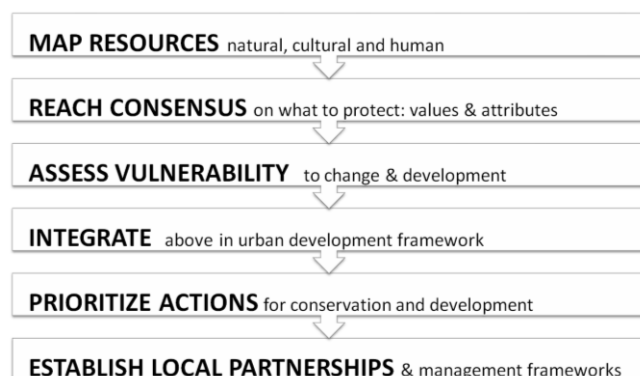 MAP RESOURCES natural, cultural and human
REACH CONSENSUS on what to protect: values & attributes
ASSESS VULNERABILITY to change & development
INTEGRATE above in urban development framework
PRIORITIZE ACTIONS for conservation and development
ESTABLISH LOCAL PARTNERSHIPS & management frameworks